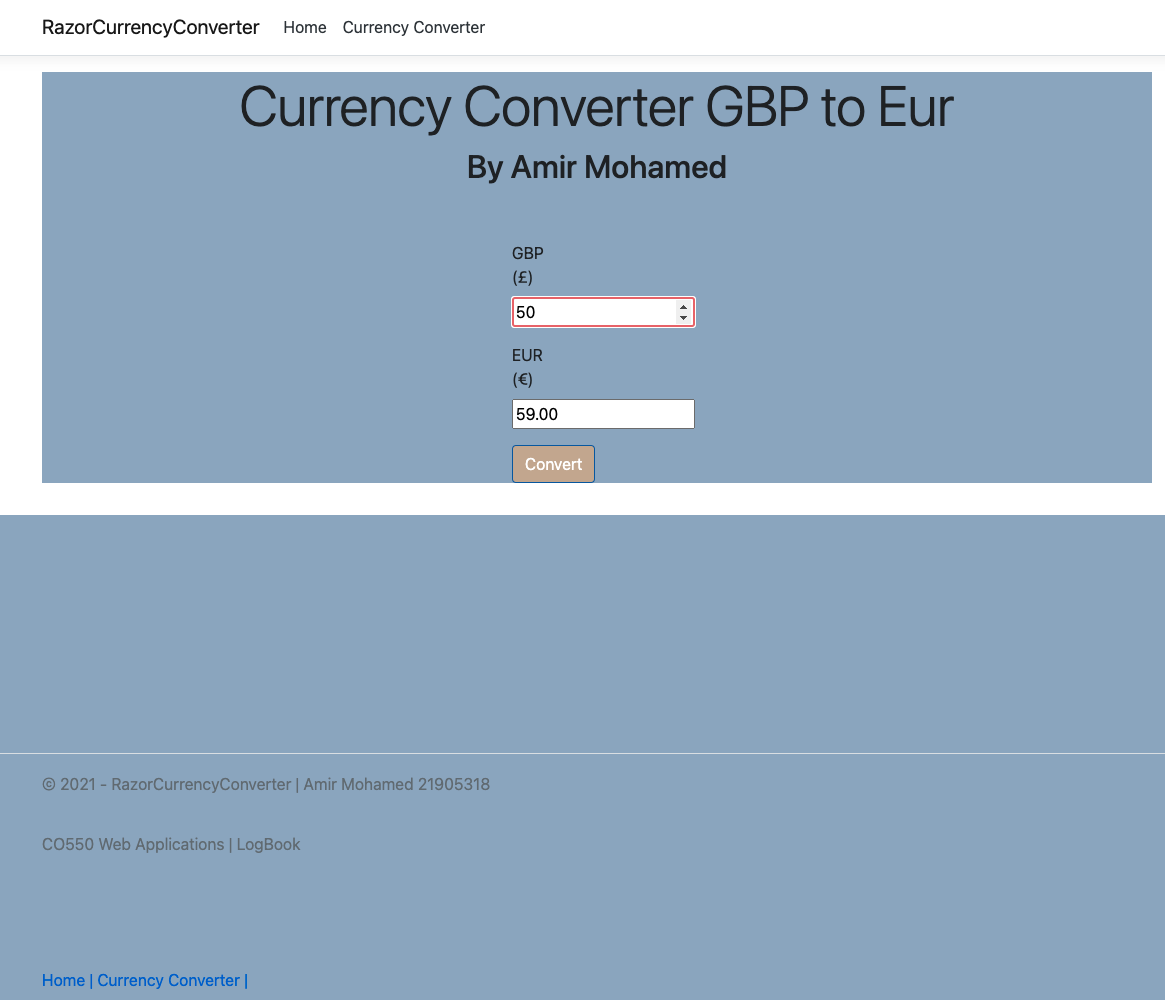 RazorCurrencyConverter Home Currency Converter
Currency Converter GBP to Eur
By Amir Mohamed
GBP
(£)
50
EUR
(€)
59.00
Convert
© 2021 - RazorCurrencyConverter | Amir Mohamed 21905318
CO550 Web Applications | LogBook
Home | Currency Converter |